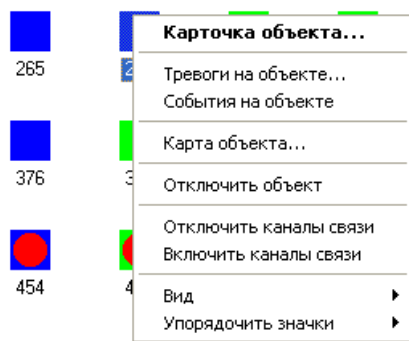 Карточка объекта...
265
Тревоги на объекте...
События на объекте
Карта объекта...
376
Отключить объект
Отключить каналы связи
Включить каналы связи
454
Вид
Упорядочить значки